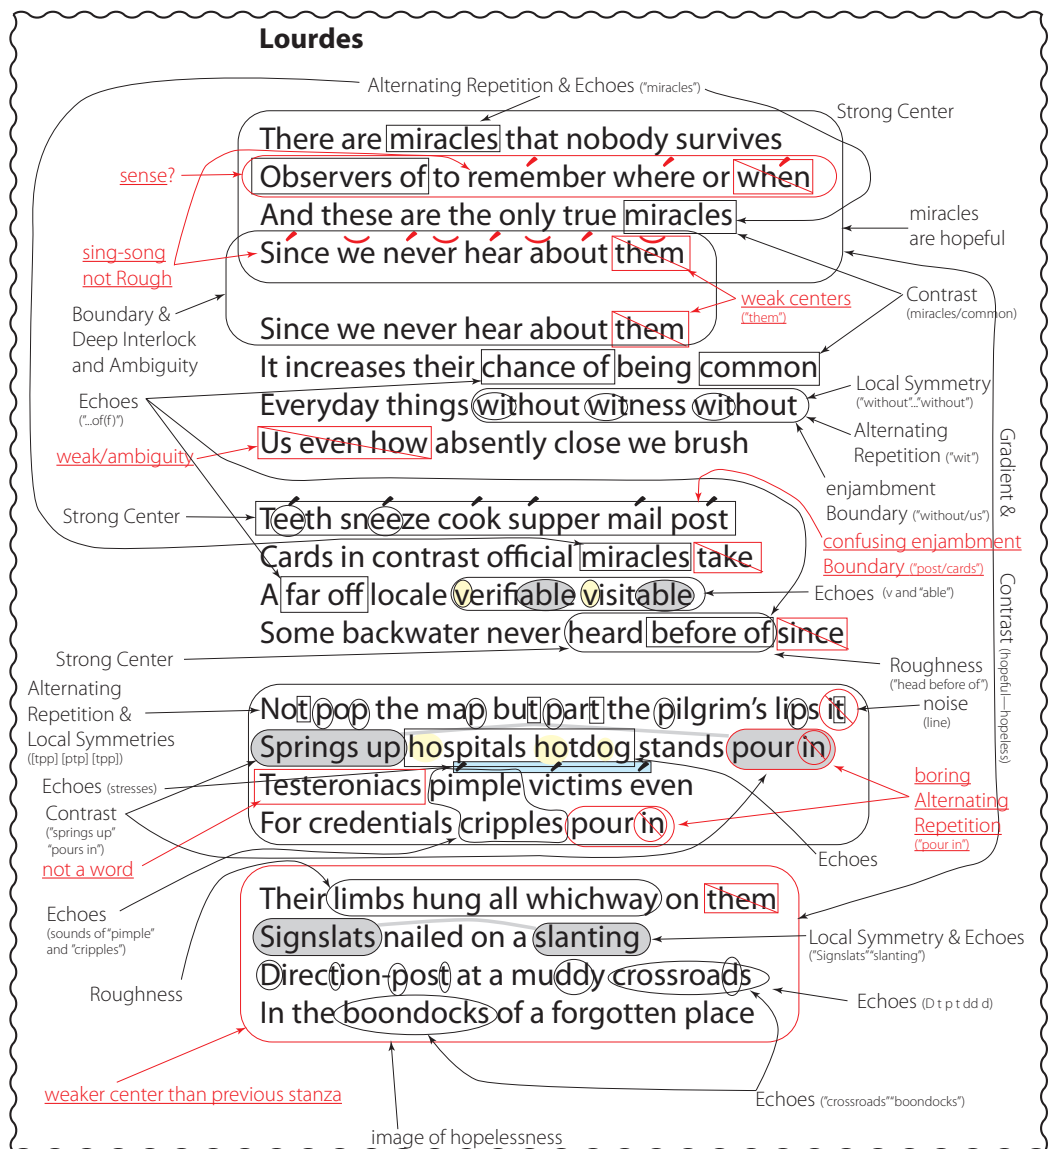 Lourdes
Alternating Repetition & Echoes ("miracles")
Strong Center
There are miracles that nobody survives
sense?
Observers of to remember where or when
And these are the only true miracles
miracles
are hopeful
sing-song
not Rough
Since we never hear about them
weak centers
("them")
Contrast
(miracles/common)
Boundary &
Deep Interlock
and Ambiguity
Since we never hear about them
It increases their chance of being common
Echoes
("...of(f)")
Everyday things without witness without
Local Symmetry
("without"..."without")
Alternating
Repetition ("wit")
weak/ambiguity
Us even how absently close we brush
Gradient &
Contrast (hopeful—hopeless)
enjambment
Boundary ("without/us")
Strong Center
Teeth sneeze cook supper mail post
confusing enjambment
Boundary ("post/cards")
Cards in contrast official miracles take
A far off locale verifiable visitable
Echoes (v and "able")
Some backwater never heard before of since
Strong Center
Roughness
("head before of")
Alternating
Repetition &
Local Symmetries
([tpp] [ptp] [tpp])
Not pop the map but part the pilgrim's lips it
noise
(line)
Springs up hospitals hotdog stands pour in
Echoes (stresses)
Testeroniacs pimple victims even
boring
Alternating
Repetition
("pour in")
Contrast
("springs up"
"pours in")
For credentials cripples pour in
not a word
Echoes
Their limbs hung all whichway on them
Echoes
(sounds of "pimple"
and "cripples")
Signslats nailed on a slanting
Local Symmetry & Echoes
("Signslats""slanting")
Roughness
Direction-post at a muddy crossroads
Echoes (D t p t dd d)
In the boondocks of a forgotten place
weaker center than previous stanza
Echoes ("crossroads""boondocks")
image of hopelessness